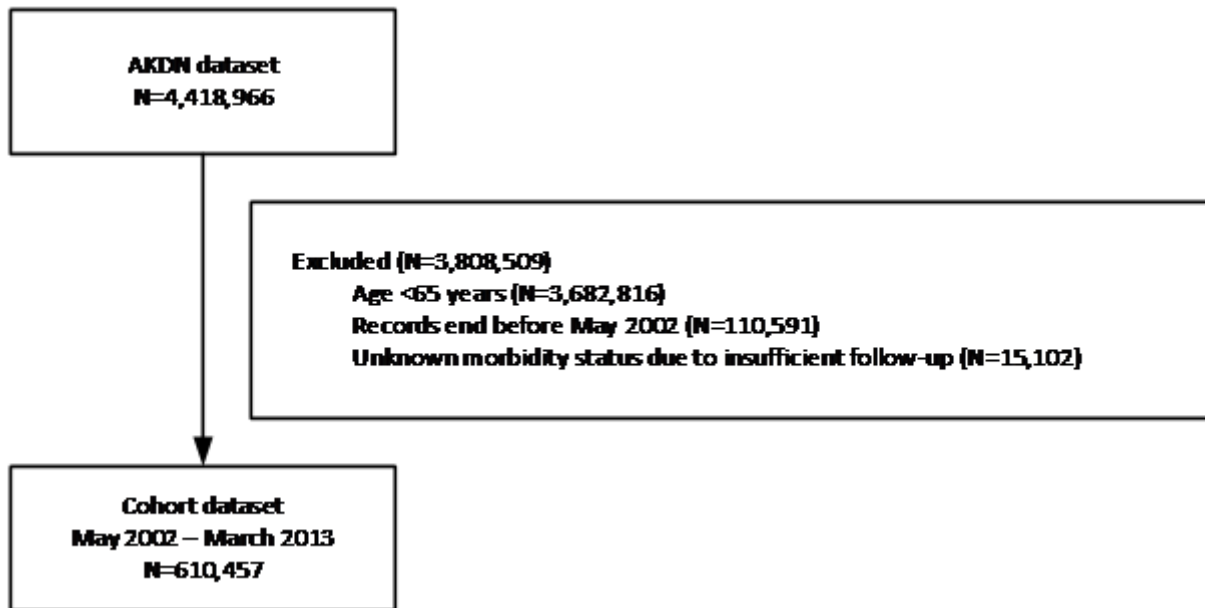 AKDN dataset
N=4,418,966
Excluded (N=3,808,509)
Age <65 years (N=3,682,816)
Records end before May 2002 (N=110,591)
Unknown morbidity status due to insufficient follow-up (N=15,102)
Cohort dataset
May 2002 – March 2013
N=610,457